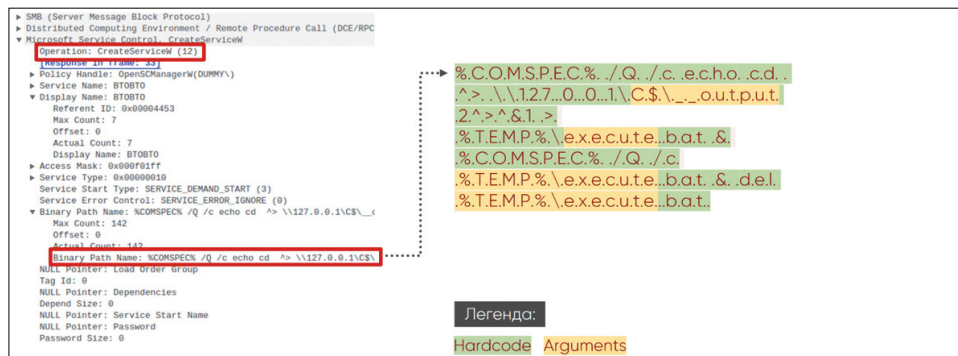 SMB (Server Message Block Protocol)
Distributed Computing Environment / Remote Procedure Call (DCE/RPC
Microsoft Service Control, CreateServiceW
Operation: CreateServiceW (12)
[Response in frame: 33]
Policy Handle: OpenSCManagerW(DUMMY\)
Service Name: BTOBTO
Display Name: BTOBTO
Referent ID: 0x00004453
Max Count: 7
Offset: 0
Actual Count: 7
Display Name: BTOBTO
Access Mask: 0x000f01ff
Service Type: 0x00000010
Service Start Type: SERVICE_DEMAND_START (3)
Service Error Control: SERVICE_ERROR_IGNORE (0)
Binary Path Name: %COMSPEC% /Q /c echo cd  ^> \\127.0.0.1\C$\__c
Max Count: 142
Offset: 0
Actual Count: 142
Binary Path Name: %COMSPEC% /Q /c echo cd  ^> \\127.0.0.1\C$\
NULL Pointer: Load Order Group
Tag Id: 0
NULL Pointer: Dependencies
Depend Size: 0
NULL Pointer: Service Start Name
NULL Pointer: Password
Password Size: 0
%.C.O.M.S.P.E.C.%. ./.Q. ./.c. .e.c.h.o. .c.d. .
.^.>. .\.\.1.2.7...0...0...1.\.C.$.\._._.o.u.t.p.u.t.
.2.^.>.^.&.1. .>.
.%.T.E.M.P.%.\.e.x.e.c.u.t.e...b.a.t. .&.
.%.C.O.M.S.P.E.C.%. ./.Q. ./.c.
.%.T.E.M.P.%.\.e.x.e.c.u.t.e...b.a.t. .&. .d.e.l.
.%.T.E.M.P.%.\.e.x.e.c.u.t.e...b.a.t..
Легенда:
Hardcode Arguments